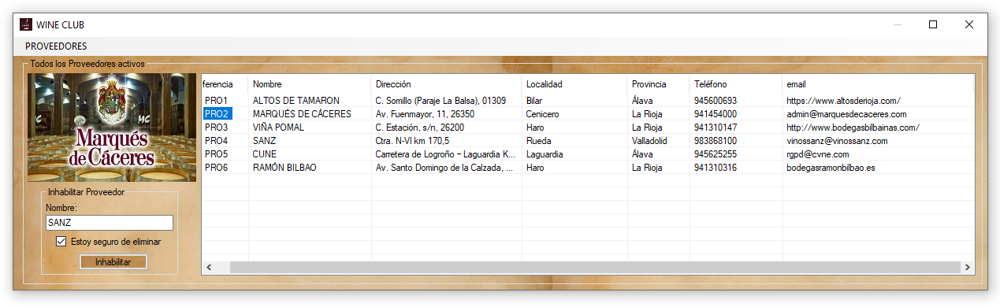 WINE CLUB
PROVEEDORES
Todos los Proveedores activos
MC
MC
Marqués
de Cáceres
Inhabilitar Proveedor
Nombre:
SANZ
Estoy seguro de eliminar
Inhabilitar
ferencia Nombre Dirección Localidad Provincia Teléfono email
PRO1 ALTOS DE TAMARON C. Somillo (Paraje La Balsa), 01309 Bilar Álava 945600693 https://www.altosderioja.com/
PRO2 MARQUÉS DE CÁCERES Av. Fuenmayor, 11, 26350 Cenicero La Rioja 941454000 admin@marquesdecaceres.com
PRO3 VIÑA POMAL C. Estación, s/n, 26200 Haro La Rioja 941310147 http://www.bodegasbilbainas.com/
PRO4 SANZ Ctra. N-VI km 170,5 Rueda Valladolid 983868100 vinossanz@vinossanz.com
PRO5 CUNE Carretera de Logroño – Laguardia K... Laguardia Álava 945625255 rgpd@cvne.com
PRO6 RAMÓN BILBAO Av. Santo Domingo de la Calzada, ... Haro La Rioja 941310316 bodegasramonbilbao.es